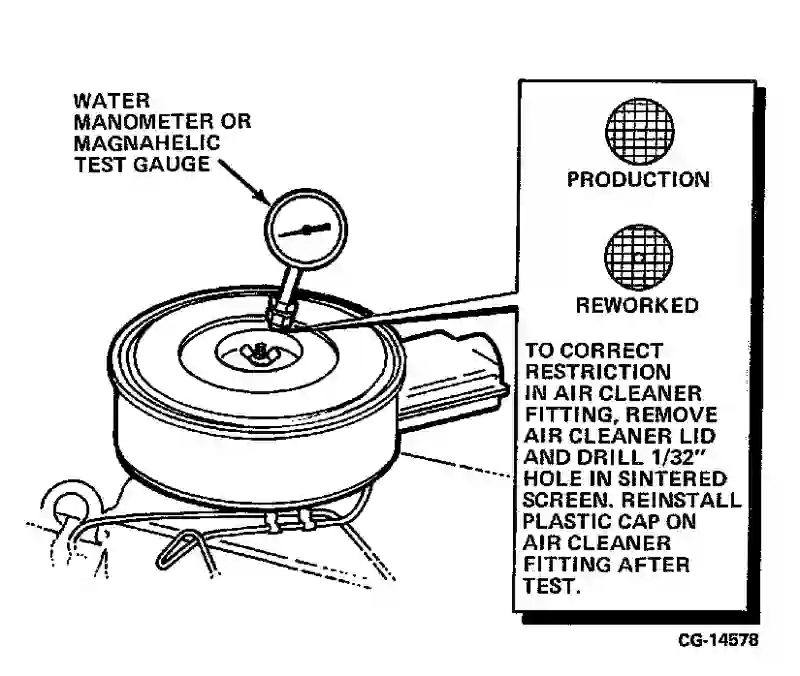 WATER
MANOMETER OR
MAGNAHELIC
TEST GAUGE
PRODUCTION
REWORKED
TO CORRECT
RESTRICTION
IN AIR CLEANER
FITTING, REMOVE
AIR CLEANER LID
AND DRILL 1/32"
HOLE IN SINTERED
SCREEN. REINSTALL
PLASTIC CAP ON
AIR CLEANER
FITTING AFTER
TEST.
CG-14578